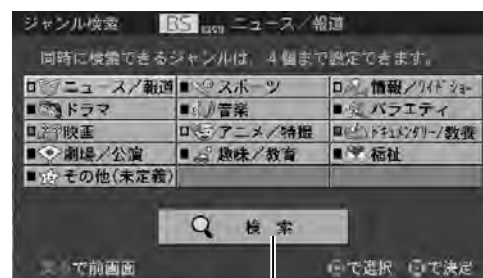 ジャンル検索 BS ニュース／報道
同時に検索できるジャンルは、4個まで設定できます。
ニュース／報道 スポーツ 情報／ワイドショー
ドラマ 音楽 バラエティ
映画 アニメ／特撮 ドキュメンタリー／教養
劇場／公演 趣味／教育 福祉
その他(未定義)
検索
で前画面 で選択 で決定